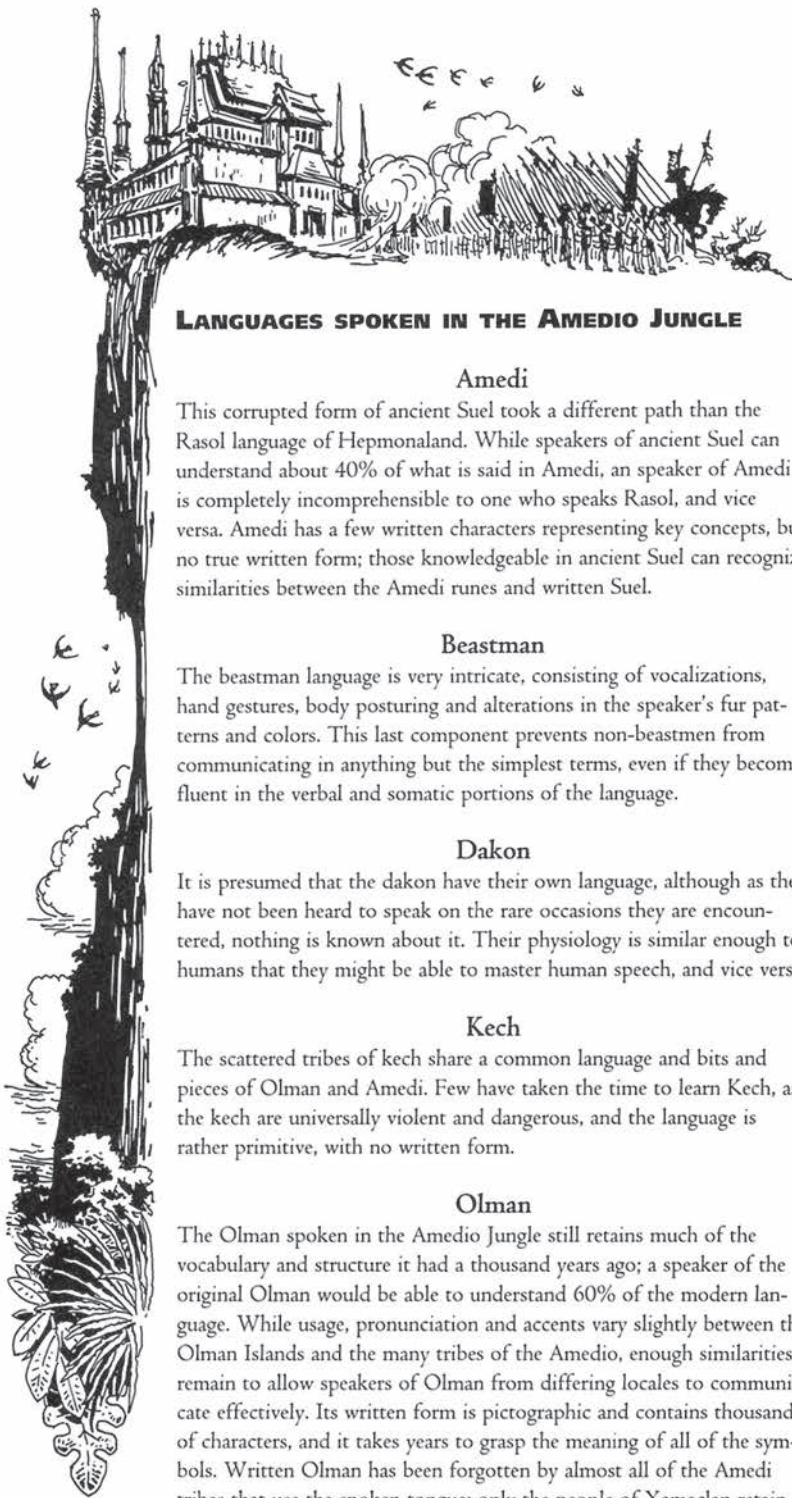 LANGUAGES SPOKEN IN THE AMEDIO JUNGLE
Amedi
This corrupted form of ancient Suel took a different path than the
Rasol language of Hepmonaland. While speakers of ancient Suel can
understand about 40% of what is said in Amedi, an speaker of Amedi
is completely incomprehensible to one who speaks Rasol, and vice
versa. Amedi has a few written characters representing key concepts, bu
no true written form; those knowledgeable in ancient Suel can recogniz
similarities between the Amedi runes and written Suel.
Beastman
The beastman language is very intricate, consisting of vocalizations,
hand gestures, body posturing and alterations in the speaker's fur pat-
terns and colors. This last component prevents non-beastmen from
communicating in anything but the simplest terms, even if they becom
fluent in the verbal and somatic portions of the language.
Dakon
It is presumed that the dakon have their own language, although as the
have not been heard to speak on the rare occasions they are encoun-
tered, nothing is known about it. Their physiology is similar enough to
humans that they might be able to master human speech, and vice vers
Kech
The scattered tribes of kech share a common language and bits and
pieces of Olman and Amedi. Few have taken the time to learn Kech, a
the kech are universally violent and dangerous, and the language is
rather primitive, with no written form.
Olman
The Olman spoken in the Amedio Jungle still retains much of the
vocabulary and structure it had a thousand years ago; a speaker of the
original Olman would be able to understand 60% of the modern lan-
guage. While usage, pronunciation and accents vary slightly between th
Olman Islands and the many tribes of the Amedio, enough similarities
remain to allow speakers of Olman from differing locales to communi-
cate effectively. Its written form is pictographic and contains thousand
of characters, and it takes years to grasp the meaning of all of the sym-
bols. Written Olman has been forgotten by almost all of the Amedi